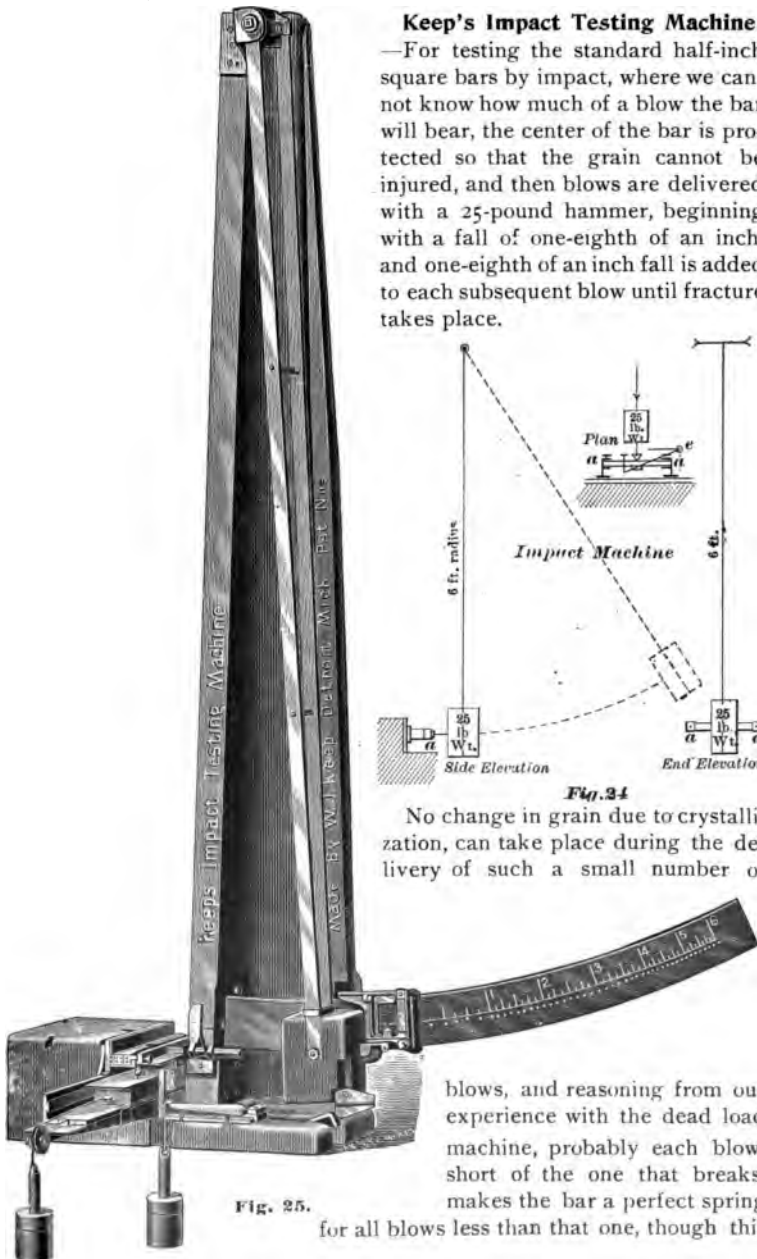 Keep's Impact Testing Machine
—For testing the standard half-inch
square bars by impact, where we can
not know how much of a blow the bar
will bear, the center of the bar is pro
tected so that the grain cannot be
injured, and then blows are delivered
with a 25-pound hammer, beginning
with a fall of one-eighth of an inch
and one-eighth of an inch fall is added
to each subsequent blow until fracture
takes place.
Plan
25
lb.
Wt.
a
a
e
6 ft. radius
Impact Machine
6 ft.
25
lb
Wt.
a
Side Elevation
25
lb.
Wt.
a
a
End Elevation
Fig. 24
No change in grain due to crystalli
zation, can take place during the de
livery of such a small number o
Keeps Impact Testing Machine
Made By W.J. Keep Detroit Mich
1 2 3 4 5 6
blows, and reasoning from ou
experience with the dead load
machine, probably each blow
short of the one that breaks
makes the bar a perfect spring
Fig. 25.
for all blows less than that one, though thi